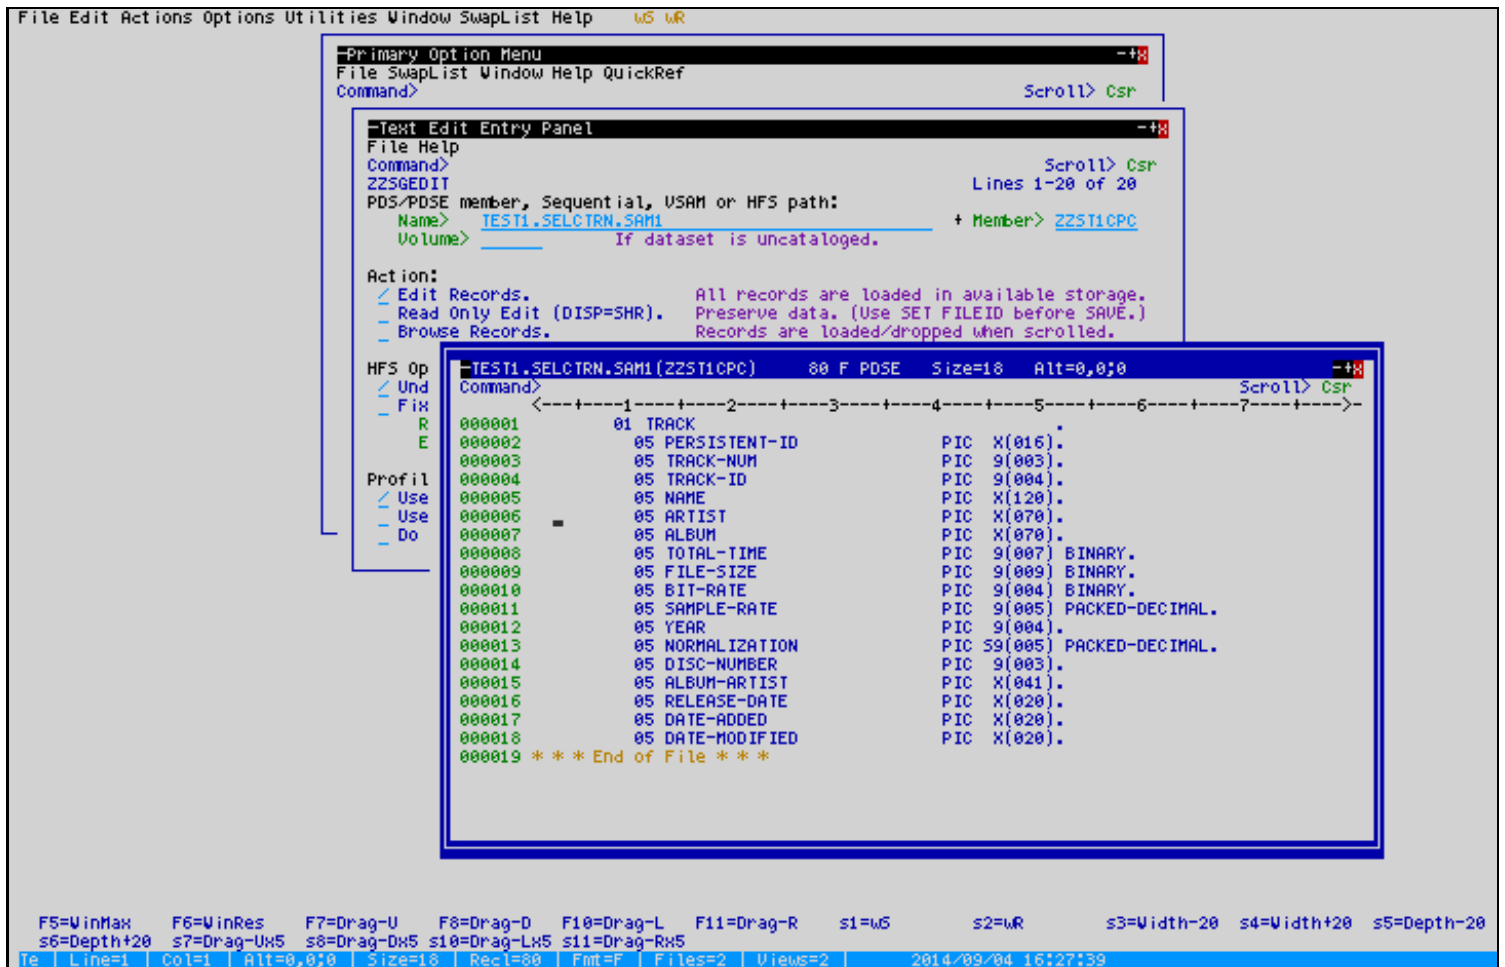 File Edit Actions Options Utilities Window SwapList Help wS wR
Primary Option Menu -+x
File SwapList Window Help QuickRef
Command> Scroll> Csr
Text Edit Entry Panel -+x
File Help
Command> Scroll> Csr
ZZSGEDIT Lines 1-20 of 20
PDS/PDSE member, Sequential, VSAM or HFS path:
Name> TEST1.SELCTRN.SAM1 + Member> ZZST1CPC
Volume> If dataset is uncataloged.
Action:
/ Edit Records. All records are loaded in available storage.
_ Read Only Edit (DISP=SHR). Preserve data. (Use SET FILEID before SAVE.)
_ Browse Records. Records are loaded/dropped when scrolled.
HFS Op
/ Und
_ Fix
R
E
Profil
/ Use
_ Use
_ Do
TEST1.SELCTRN.SAM1(ZZST1CPC) 80 F PDSE Size=18 Alt=0,0;0 -+x
Command> Scroll> Csr
<---+----1----+----2----+----3----+----4----+----5----+----6----+----7----+---->-
000001 01 TRACK .
000002 05 PERSISTENT-ID PIC X(016).
000003 05 TRACK-NUM PIC 9(003).
000004 05 TRACK-ID PIC 9(004).
000005 05 NAME PIC X(120).
000006 05 ARTIST PIC X(070).
000007 05 ALBUM PIC X(070).
000008 05 TOTAL-TIME PIC 9(007) BINARY.
000009 05 FILE-SIZE PIC 9(009) BINARY.
000010 05 BIT-RATE PIC 9(004) BINARY.
000011 05 SAMPLE-RATE PIC 9(005) PACKED-DECIMAL.
000012 05 YEAR PIC 9(004).
000013 05 NORMALIZATION PIC S9(005) PACKED-DECIMAL.
000014 05 DISC-NUMBER PIC 9(003).
000015 05 ALBUM-ARTIST PIC X(041).
000016 05 RELEASE-DATE PIC X(020).
000017 05 DATE-ADDED PIC X(020).
000018 05 DATE-MODIFIED PIC X(020).
000019 * * * End of File * * *
F5=WinMax F6=WinRes F7=Drag-U F8=Drag-D F10=Drag-L F11=Drag-R s1=wS s2=wR s3=Width-20 s4=Width+20 s5=Depth-20
s6=Depth+20 s7=Drag-Ux5 s8=Drag-Dx5 s10=Drag-Lx5 s11=Drag-Rx5
Te | Line=1 | Col=1 | Alt=0,0;0 | Size=18 | Recl=80 | Fmt=F | Files=2 | Views=2 | 2014/09/04 16:27:39